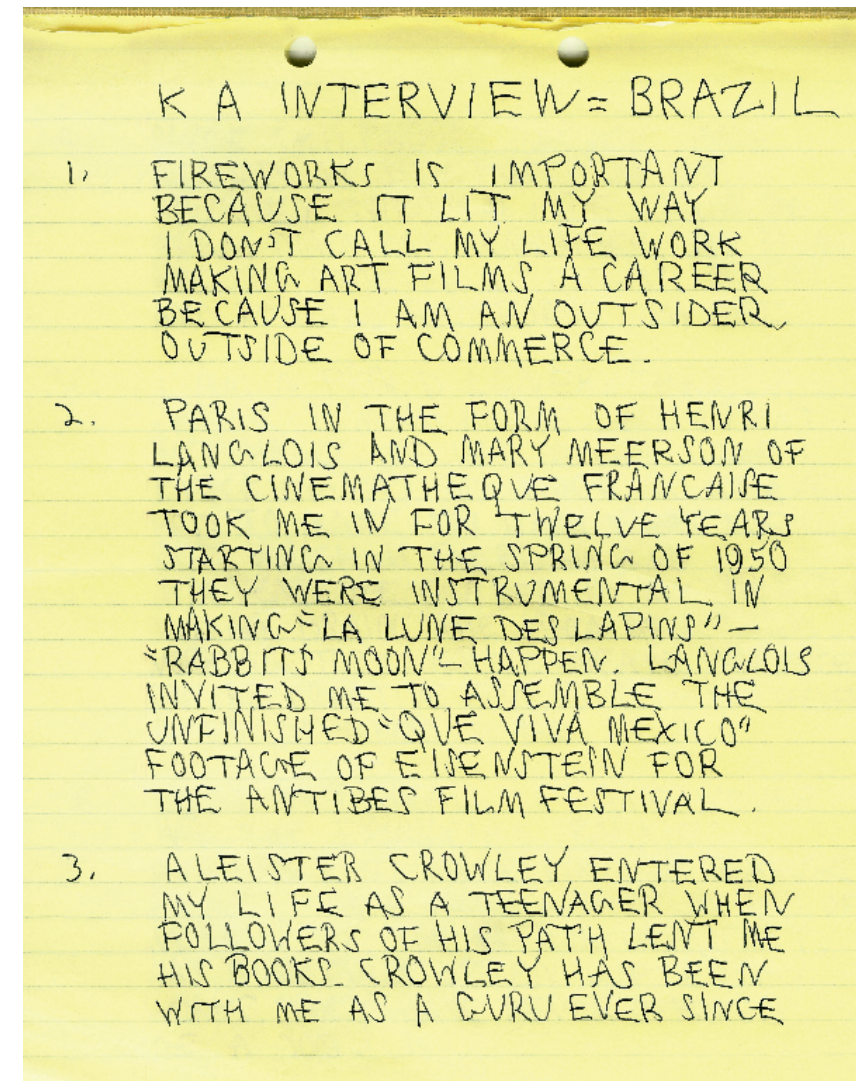 K A INTERVIEW = BRAZIL
1, FIREWORKS IS IMPORTANT
BECAUSE IT LIT MY WAY
I DON'T CALL MY LIFE WORK
MAKING ART FILMS A CAREER
BECAUSE I AM AN OUTSIDER,
OUTSIDE OF COMMERCE.
2. PARIS IN THE FORM OF HENRI
LANGLOIS AND MARY MEERSON OF
THE CINEMATHEQUE FRANCAISE
TOOK ME IN FOR TWELVE YEARS
STARTING IN THE SPRING OF 1950
THEY WERE INSTRUMENTAL IN
MAKING "LA LUNE DES LAPINS" —
"RABBITS MOON" — HAPPEN. LANGLOIS
INVITED ME TO ASSEMBLE THE
UNFINISHED "QUE VIVA MEXICO"
FOOTAGE OF EISENSTEIN FOR
THE ANTIBES FILM FESTIVAL.
3. ALEISTER CROWLEY ENTERED
MY LIFE AS A TEENAGER WHEN
FOLLOWERS OF HIS PATH LENT ME
HIS BOOKS. CROWLEY HAS BEEN
WITH ME AS A GURU EVER SINCE